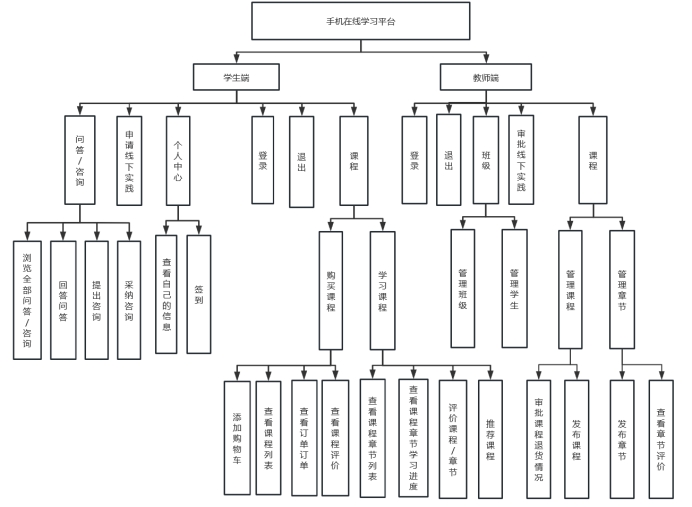 手机在线学习平台
学生端
教师端
问答/咨询
申请线下实践
个人中心
登录
退出
课程
登录
退出
班级
审批线下实践
课程
浏览全部问答/咨询
回答问答
提出咨询
采纳咨询
查看自己的信息
签到
购买课程
学习课程
管理班级
管理学生
管理课程
管理章节
添加购物车
查看课程列表
查看订单订单
查看课程评价
查看课程章节列表
查看课程章节学习进度
评价课程/章节
推荐课程
审批课程退货情况
发布课程
发布章节
查看章节评价